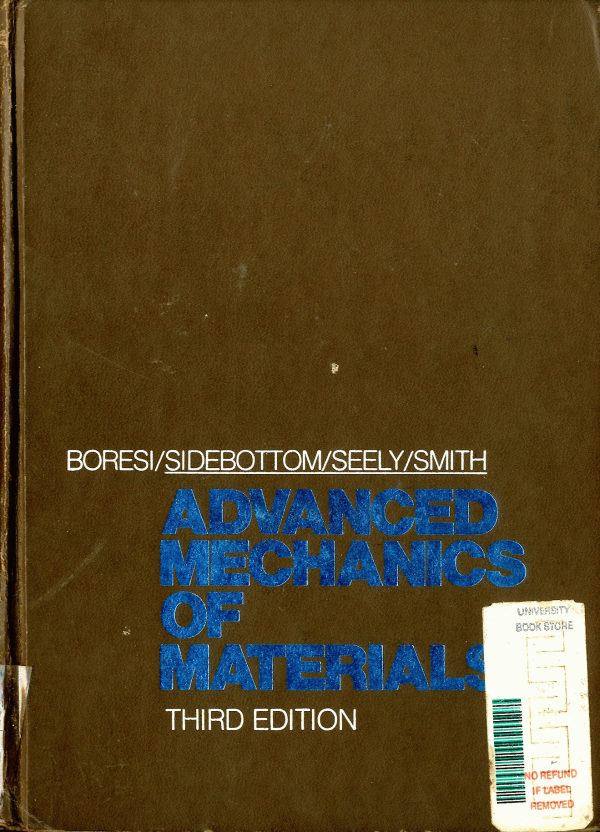 BORESI/SIDEBOTTOM/SEELY/SMITH
ADVANCED
MECHANICS
OF
MATERIALS
THIRD EDITION
UNIVERSITY
BOOK STORE
NO REFUND
IF LABEL
REMOVED